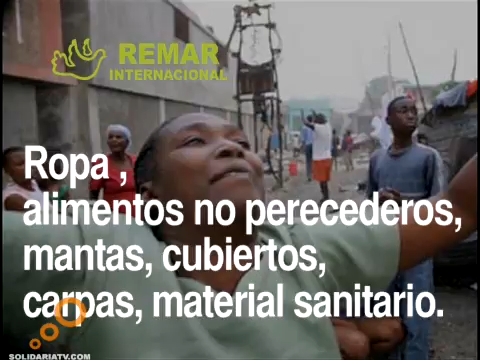 REMAR
INTERNACIONAL
Ropa ,
alimentos no perecederos,
mantas, cubiertos,
carpas, material sanitario.
SOLIDARIATV.COM